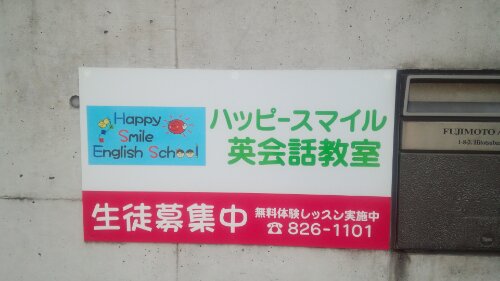 Happy
Smile
English School
ハッピースマイル
英会話教室
生徒募集中
無料体験レッスン実施中
☎826-1101
FUJIMOTO